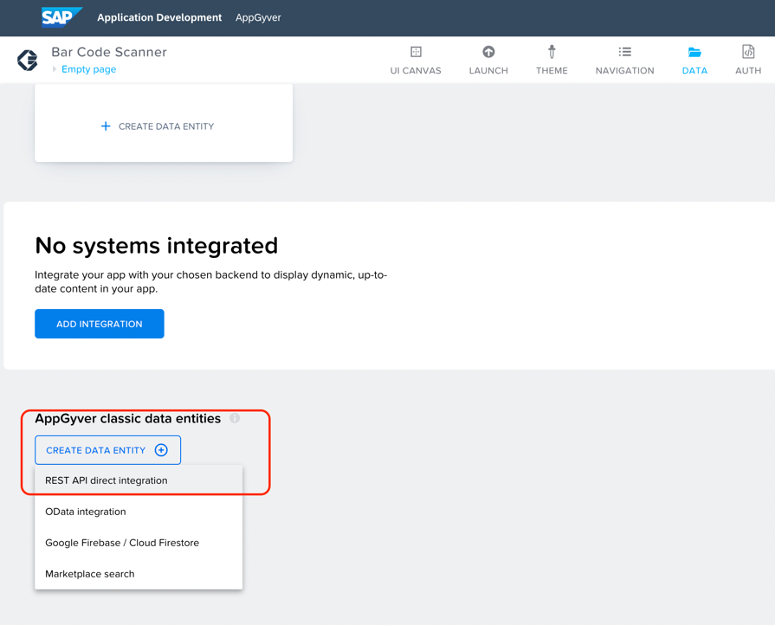 SAP Application Development AppGyver
Bar Code Scanner
Empty page
UI CANVAS LAUNCH THEME NAVIGATION DATA AUTH
+ CREATE DATA ENTITY
No systems integrated
Integrate your app with your chosen backend to display dynamic, up-to-
date content in your app.
ADD INTEGRATION
AppGyver classic data entities
CREATE DATA ENTITY
REST API direct integration
OData integration
Google Firebase / Cloud Firestore
Marketplace search